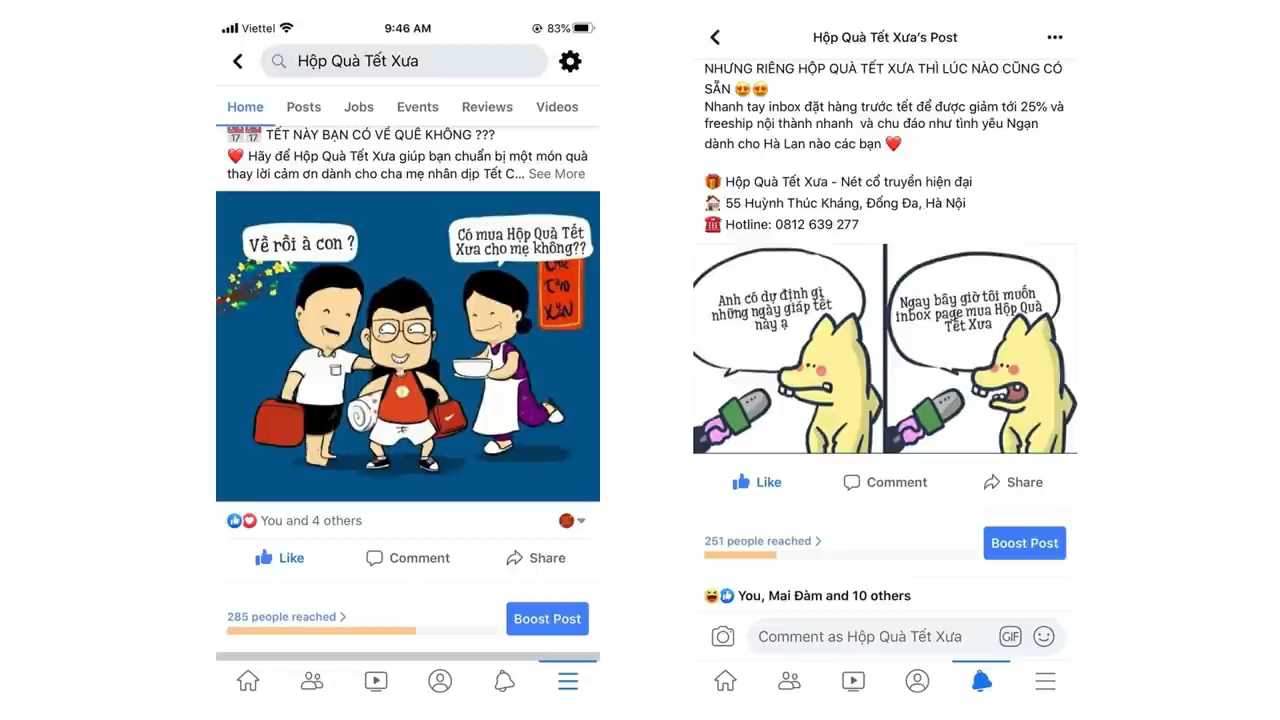 Viettel
9:46 AM
83%
Hộp Quà Tết Xưa
Home Posts Jobs Events Reviews Videos
TẾT NÀY BẠN CÓ VỀ QUÊ KHÔNG ???
Hãy để Hộp Quà Tết Xưa giúp bạn chuẩn bị một món quà
thay lời cảm ơn dành cho cha mẹ nhân dịp Tết C... See More
Về rồi à con ?
Có mua Hộp Quà Tết
Xưa cho mẹ không??
You and 4 others
Like Comment Share
285 people reached
Boost Post
Hộp Quà Tết Xưa's Post
NHƯNG RIÊNG HỘP QUÀ TẾT XƯA THÌ LÚC NÀO CŨNG CÓ
SẴN 😍😍
Nhanh tay inbox đặt hàng trước tết để được giảm tới 25% và
freeship nội thành nhanh và chu đáo như tình yêu Ngạn
dành cho Hà Lan nào các bạn ❤️
Hộp Quà Tết Xưa - Nét cổ truyền hiện đại
55 Huỳnh Thúc Kháng, Đống Đa, Hà Nội
Hotline: 0812 639 277
Anh có dự định gì
những ngày giáp tết
này ạ
Ngay bây giờ tôi muốn
inbox page mua Hộp Quà
Tết Xưa
Like Comment Share
251 people reached
Boost Post
You, Mai Đàm and 10 others
Comment as Hộp Quà Tết Xưa
GIF